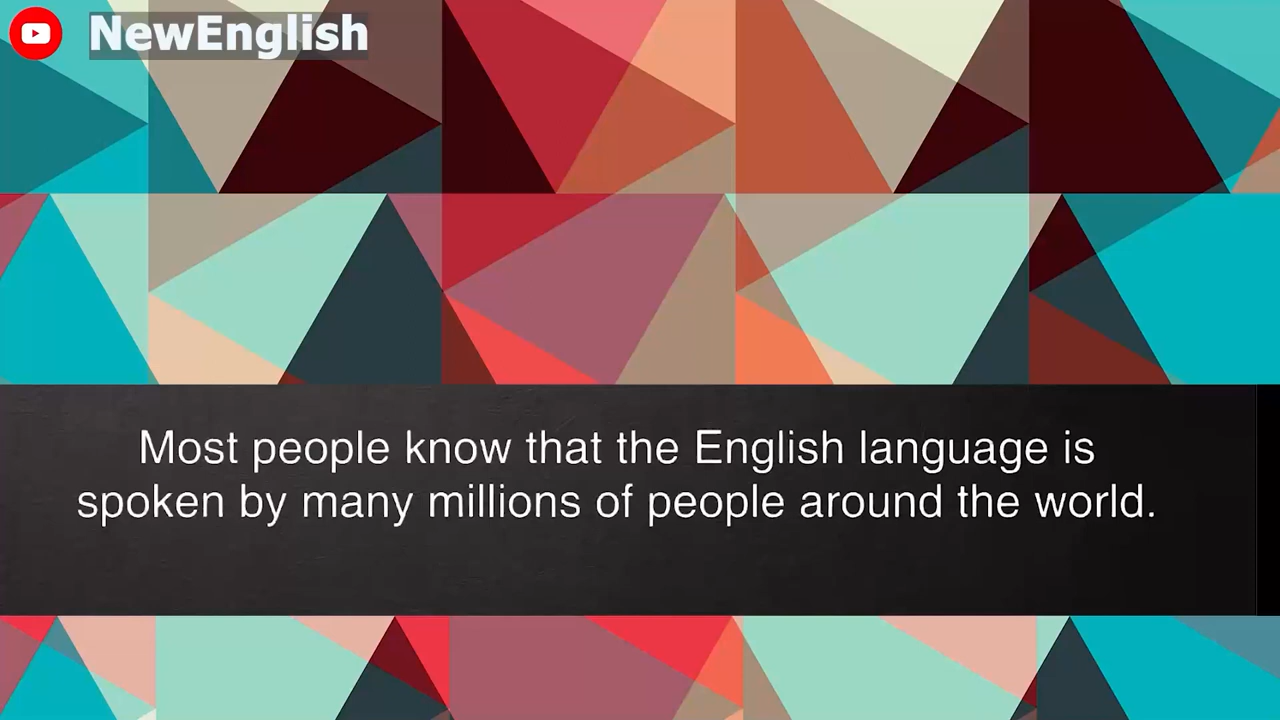 NewEnglish
Most people know that the English language is
spoken by many millions of people around the world.